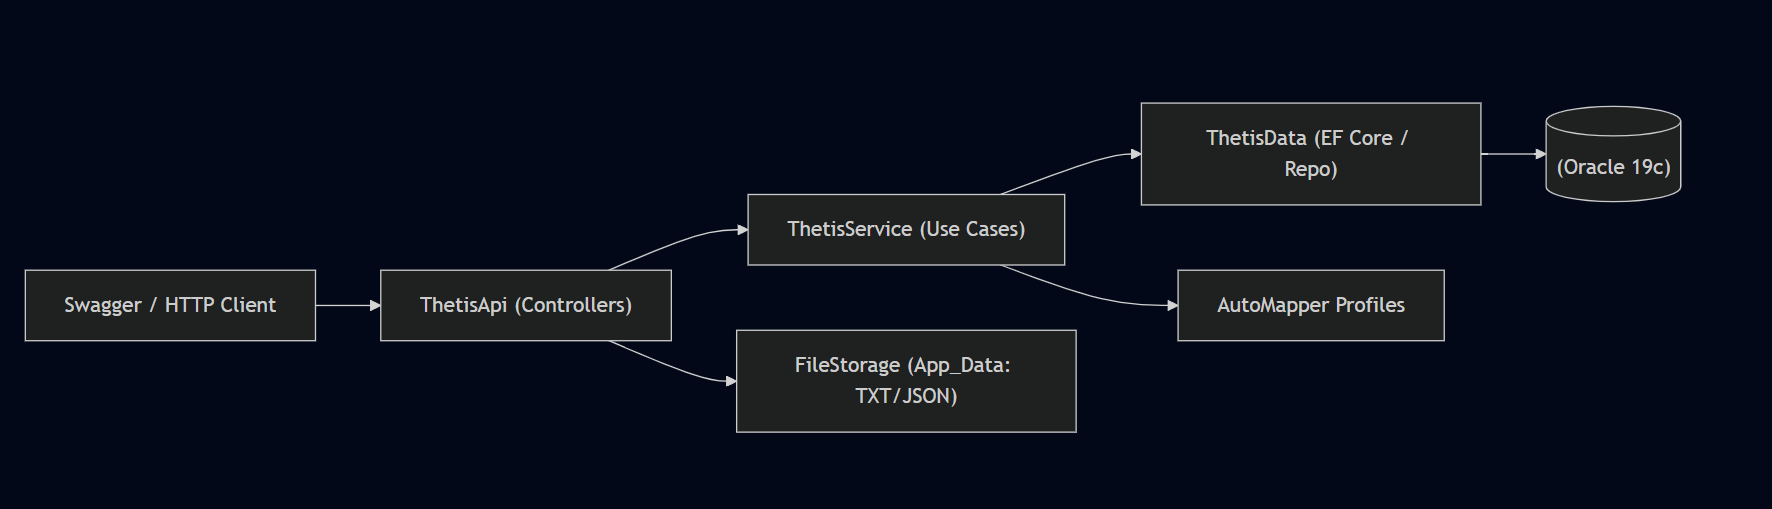 Swagger / HTTP Client
ThetisApi (Controllers)
ThetisService (Use Cases)
FileStorage (App_Data:
TXT/JSON)
ThetisData (EF Core /
Repo)
AutoMapper Profiles
(Oracle 19c)